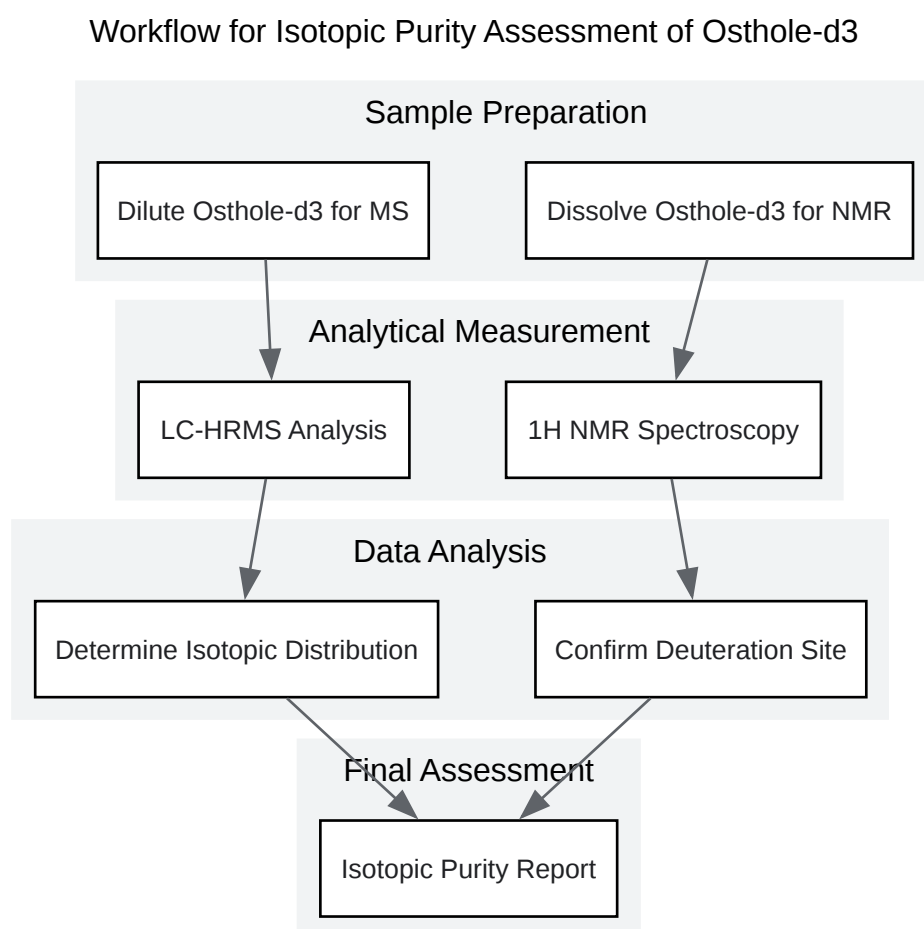 Workflow for Isotopic Purity Assessment of Osthole-d3
Sample Preparation
Dilute Osthole-d3 for MS
Dissolve Osthole-d3 for NMR
Analytical Measurement
LC-HRMS Analysis
1H NMR Spectroscopy
Data Analysis
Determine Isotopic Distribution
Confirm Deuteration Site
Final Assessment
Isotopic Purity Report